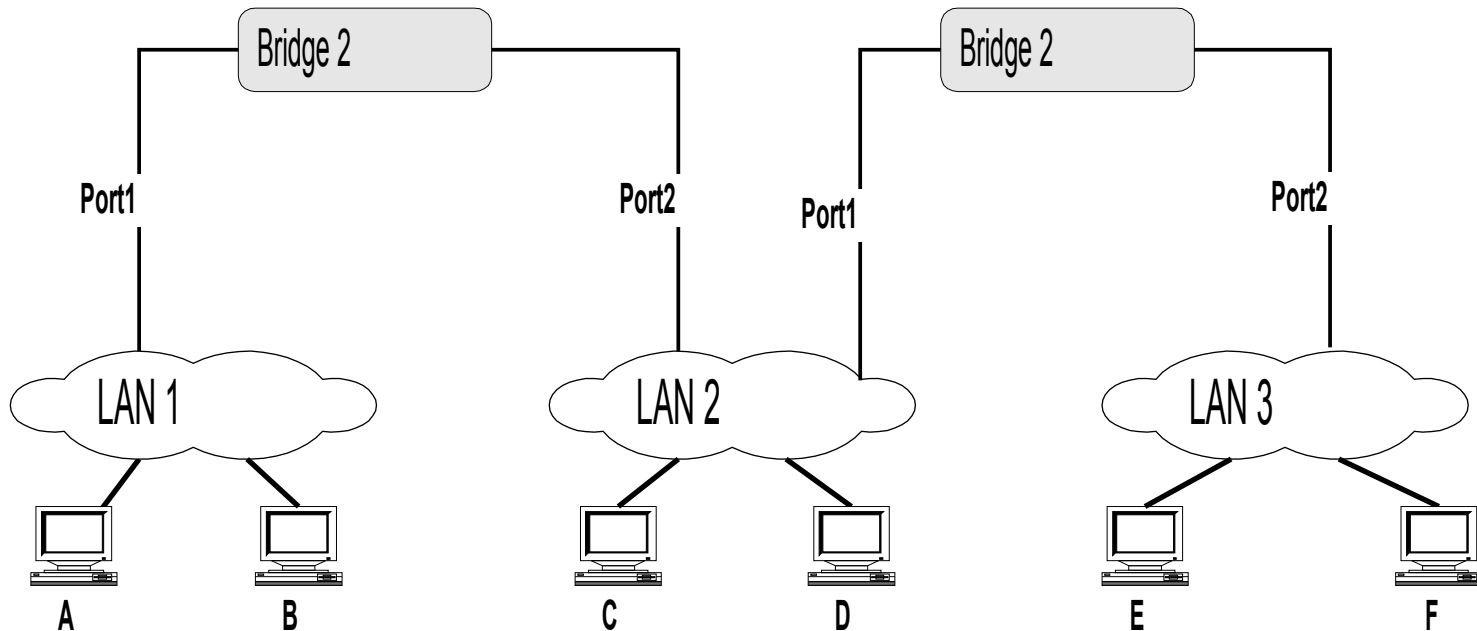 Bridge 2
Bridge 2
Port1
Port2
Port1
Port2
LAN 1
LAN 2
LAN 3
A
B
C
D
E
F